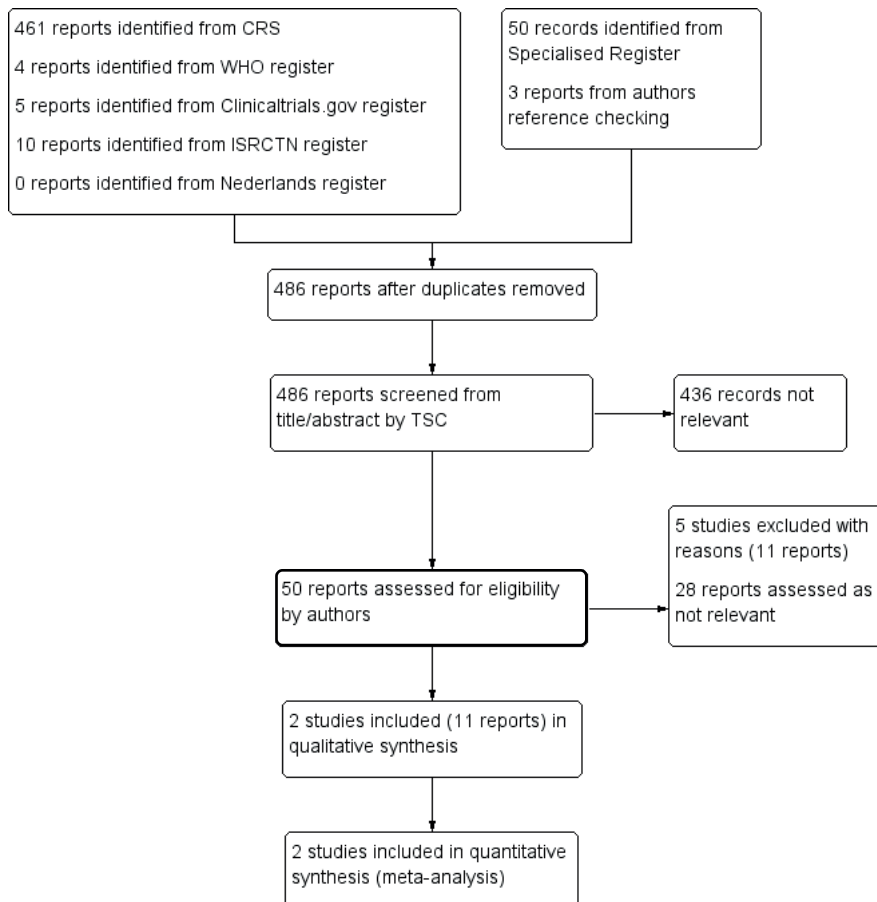 461 reports identified from CRS
4 reports identified from WHO register
5 reports identified from Clinicaltrials.gov register
10 reports identified from ISRCTN register
0 reports identified from Nederlands register
50 records identified from
Specialised Register
3 reports from authors
reference checking
486 reports after duplicates removed
486 reports screened from
title/abstract by TSC
436 records not
relevant
50 reports assessed for eligibility
by authors
5 studies excluded with
reasons (11 reports)
28 reports assessed as
not relevant
2 studies included (11 reports) in
qualitative synthesis
2 studies included in quantitative
synthesis (meta-analysis)